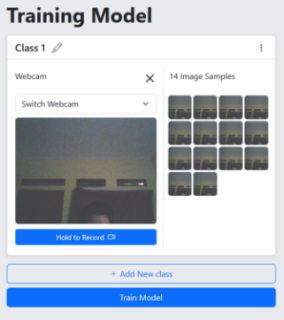 Training Model
Class 1
Webcam
14 Image Samples
Switch Webcam
Hold to Record
+ Add New class
Train Model